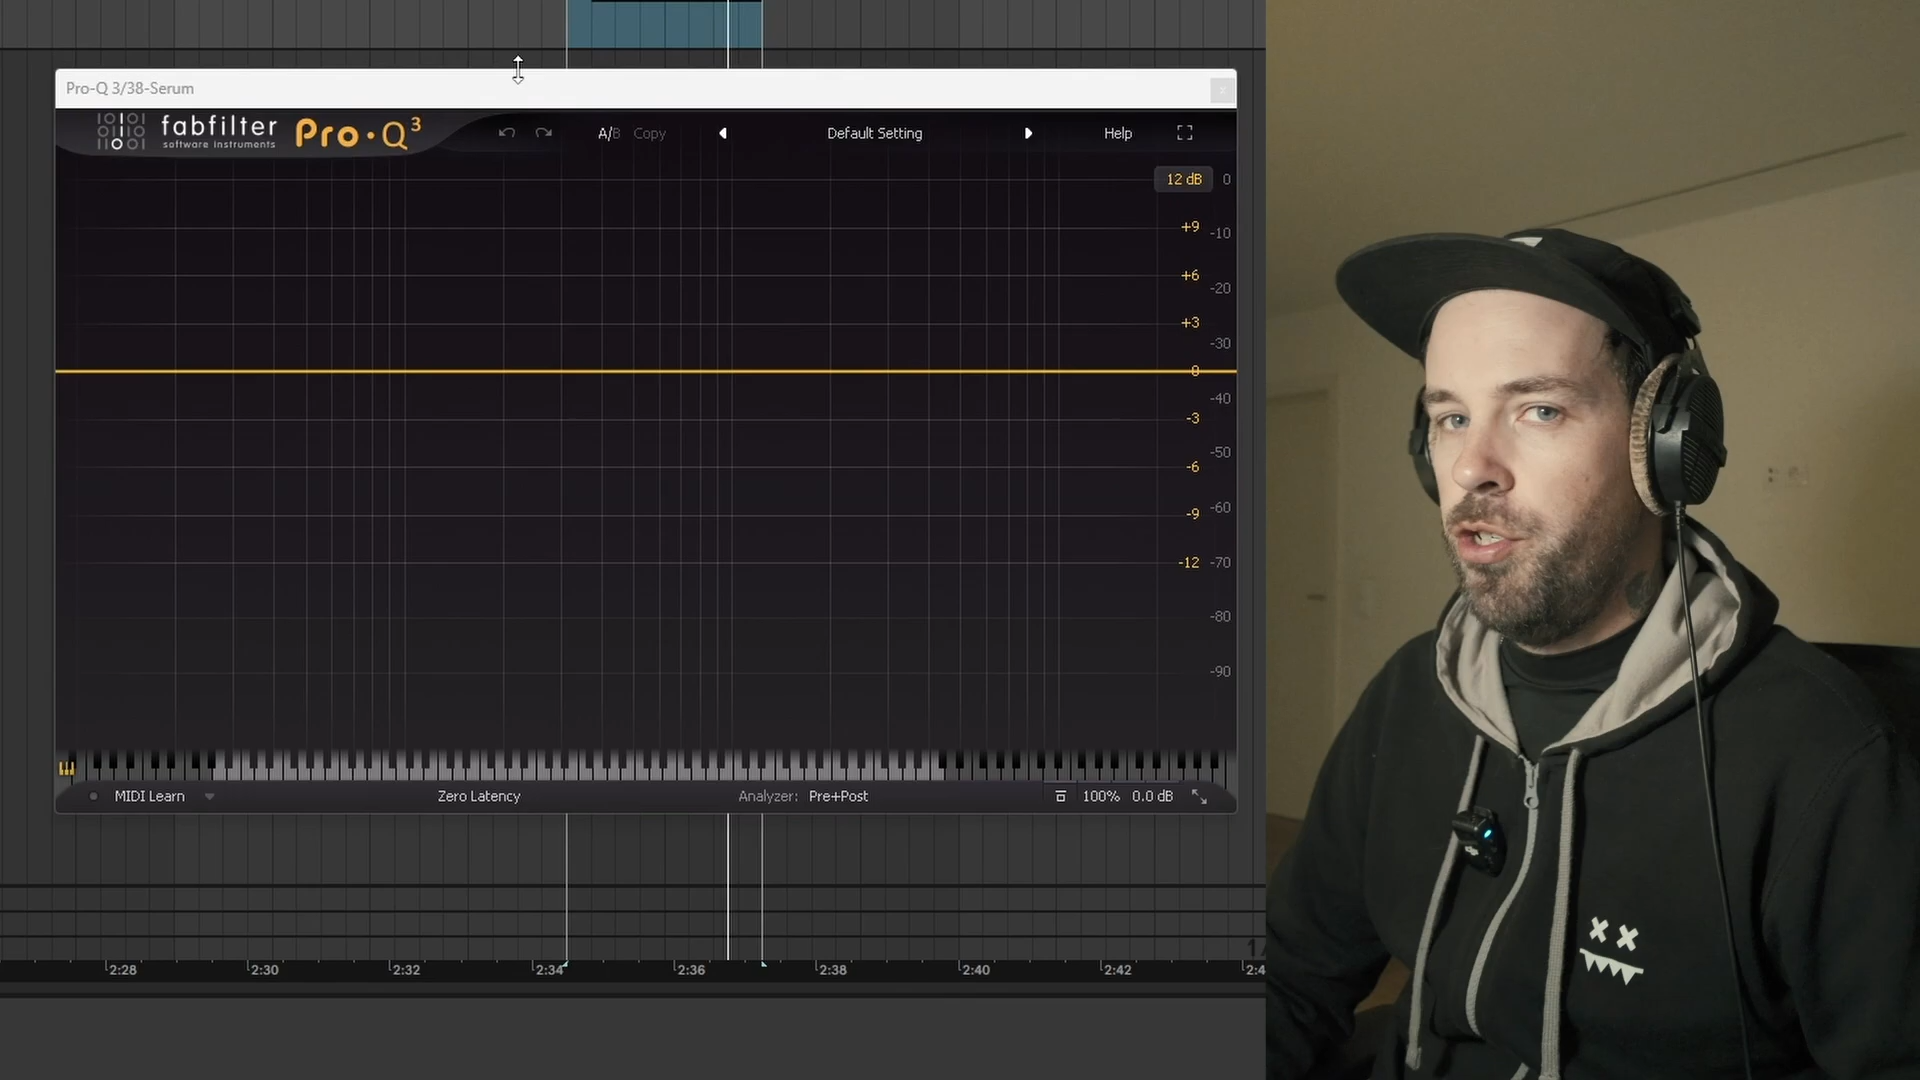 Pro-Q 3/38-Serum
x
fabfilter
software instruments
Pro·Q3
A/B
Copy
Default Setting
Help
12 dB
0
+9
-10
+6
-20
+3
-30
0
-40
-3
-50
-6
-60
-9
-12
-70
-80
-90
MIDI Learn
Zero Latency
Analyzer: Pre+Post
100%
0.0 dB
2:28
2:30
2:32
2:34
2:36
2:38
2:40
2:42